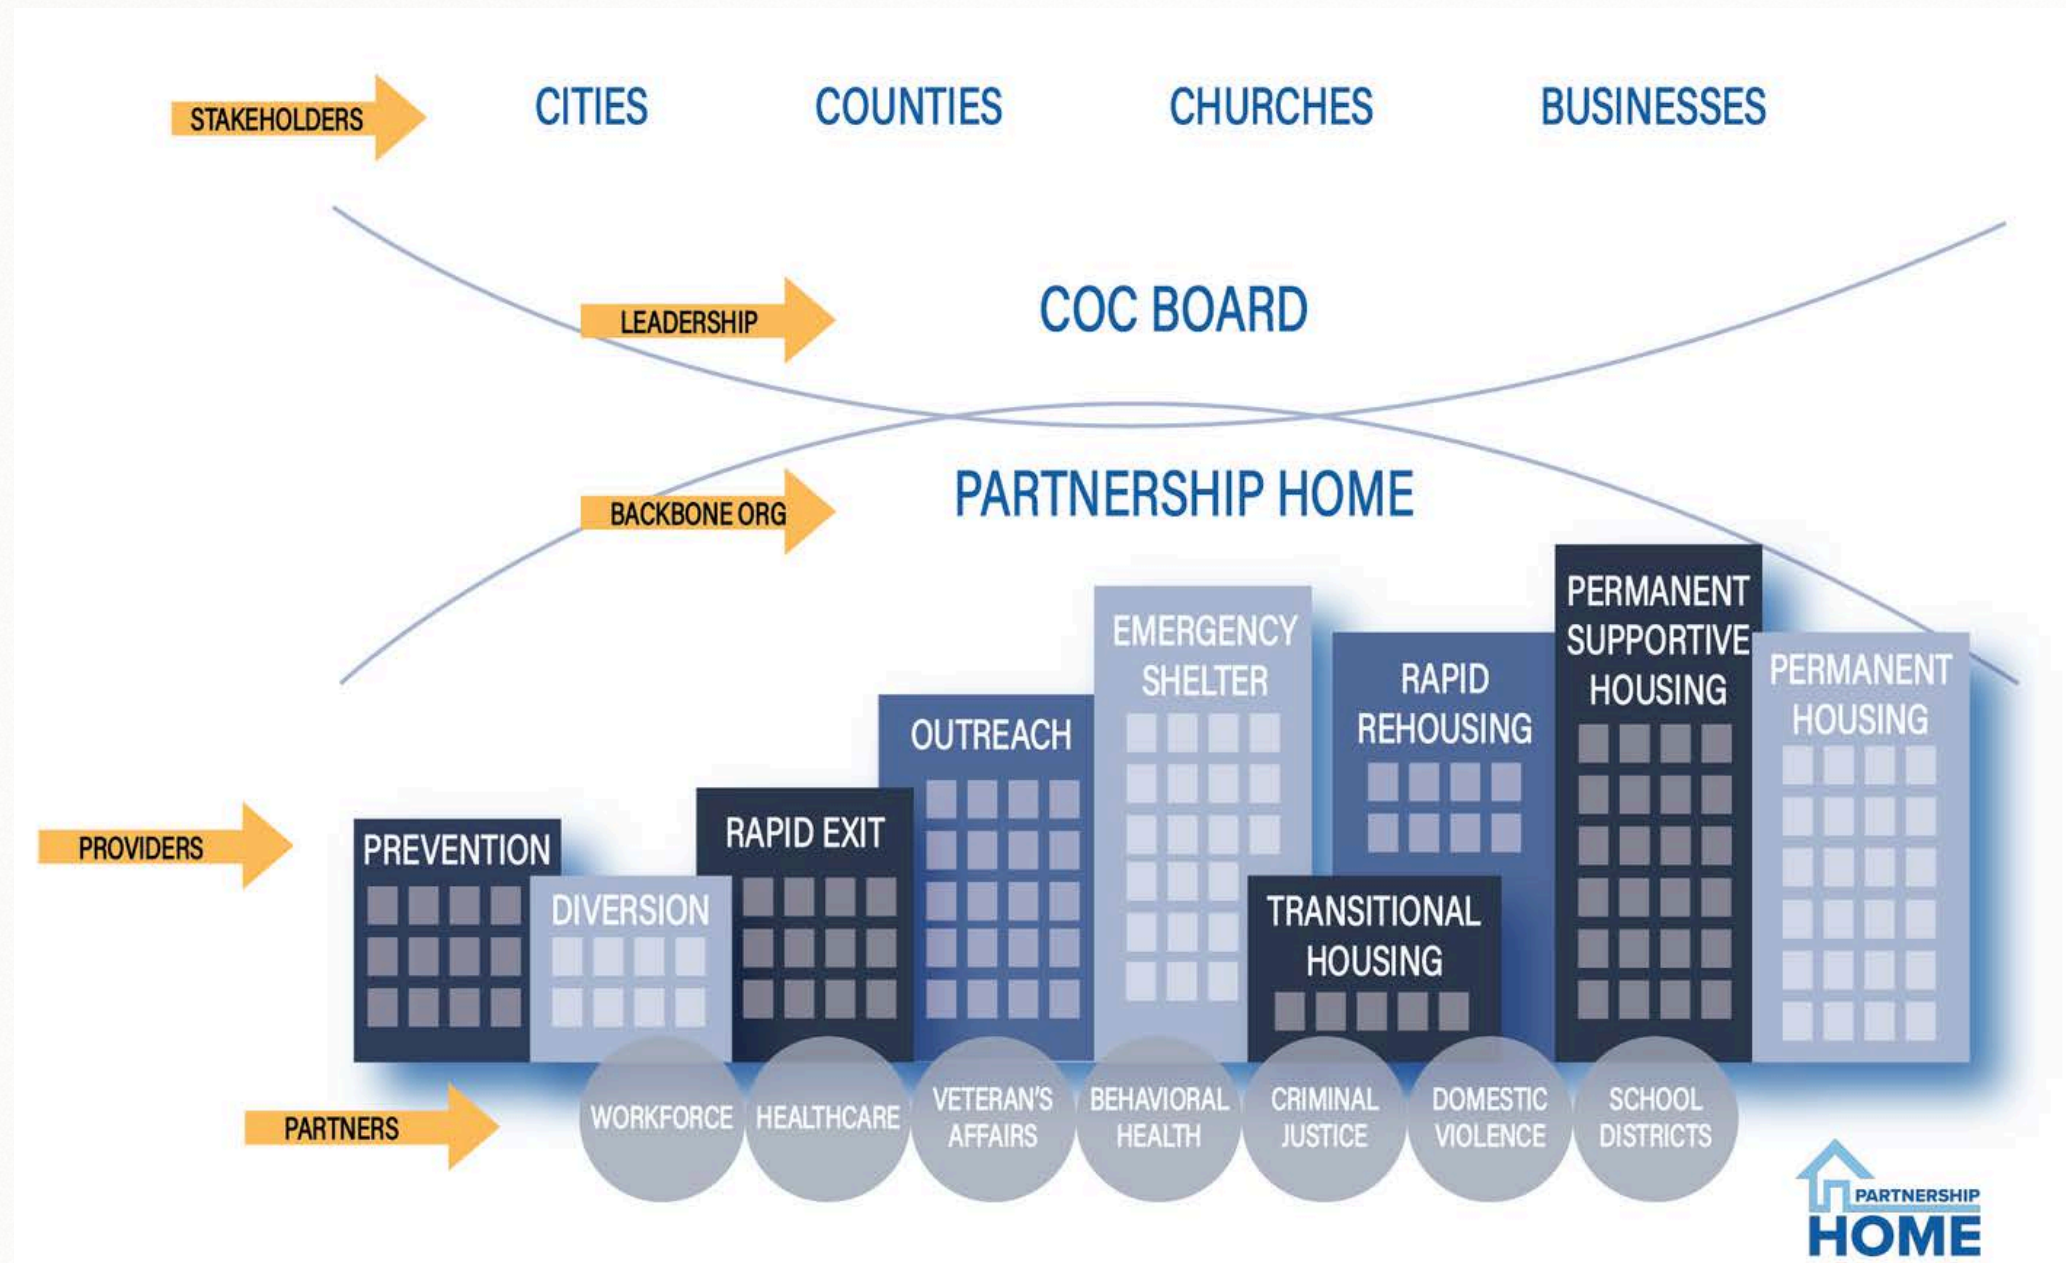 STAKEHOLDERS
CITIES
COUNTIES
CHURCHES
BUSINESSES
LEADERSHIP
COC BOARD
BACKBONE ORG
PARTNERSHIP HOME
PROVIDERS
PREVENTION
DIVERSION
RAPID EXIT
OUTREACH
EMERGENCY
SHELTER
TRANSITIONAL
HOUSING
RAPID
REHOUSING
PERMANENT
SUPPORTIVE
HOUSING
PERMANENT
HOUSING
PARTNERS
WORKFORCE
HEALTHCARE
VETERAN'S
AFFAIRS
BEHAVIORAL
HEALTH
CRIMINAL
JUSTICE
DOMESTIC
VIOLENCE
SCHOOL
DISTRICTS
PARTNERSHIP
HOME